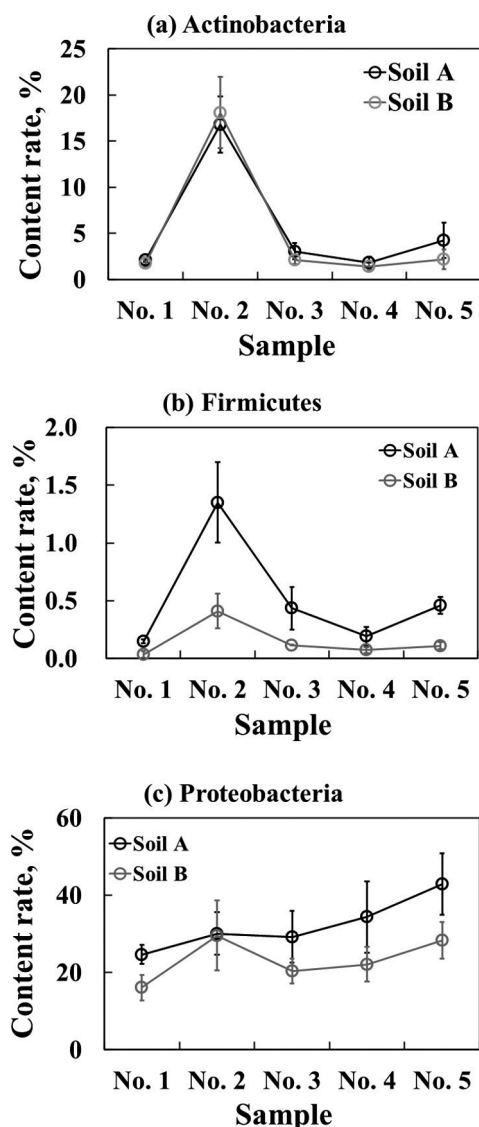 (a) Actinobacteria
25
20
15
10
5
0
Content rate, %
Soil A
Soil B
No. 1 No. 2 No. 3 No. 4 No. 5
Sample
(b) Firmicutes
2.0
1.5
1.0
0.5
0.0
Content rate, %
Soil A
Soil B
No. 1 No. 2 No. 3 No. 4 No. 5
Sample
(c) Proteobacteria
60
40
20
0
Content rate, %
Soil A
Soil B
No. 1 No. 2 No. 3 No. 4 No. 5
Sample